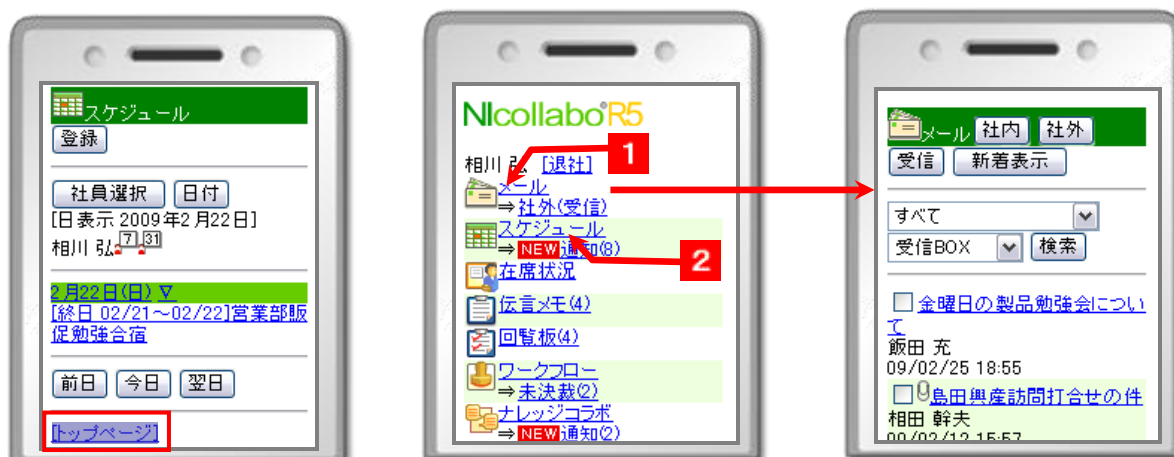 スケジュール
登録
社員選択 日付
[日表示 2009年2月22日]
相川 弘 7 31
2月22日(日) ▽
[終日 02/21～02/22]営業部販
促勉強合宿
前日 今日 翌日
[トップページ]
NIcollabo R5
相川 弘 [退社]
1
メール
⇒社外(受信)
スケジュール
⇒NEW通知(8)
2
在席状況
伝言メモ(4)
回覧板(4)
ワークフロー
⇒未決裁(2)
ナレッジコラボ
⇒NEW通知(2)
メール 社内 社外
受信 新着表示
すべて
受信BOX 検索
金曜日の製品勉強会につい
て
飯田 充
09/02/25 18:55
島田興産訪問打合せの件
相田 幹夫
09/02/12 15:57